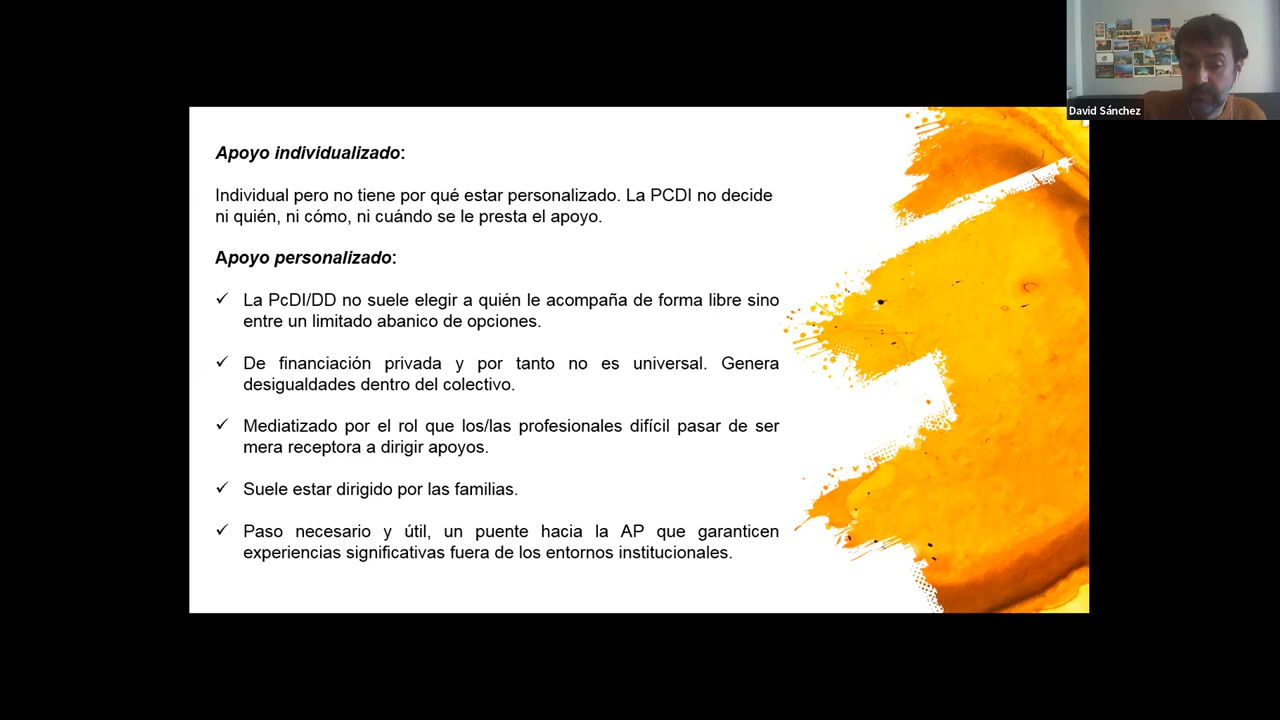 David Sánchez
Apoyo individualizado:
Individual pero no tiene por qué estar personalizado. La PCDI no decide
ni quién, ni cómo, ni cuándo se le presta el apoyo.
Apoyo personalizado:
✓ La PcDI/DD no suele elegir a quién le acompaña de forma libre sino
entre un limitado abanico de opciones.
✓ De financiación privada y por tanto no es universal. Genera
desigualdades dentro del colectivo.
✓ Mediatizado por el rol que los/las profesionales difícil pasar de ser
mera receptora a dirigir apoyos.
✓ Suele estar dirigido por las familias.
✓ Paso necesario y útil, un puente hacia la AP que garanticen
experiencias significativas fuera de los entornos institucionales.